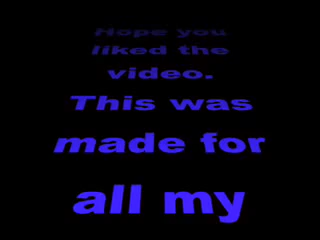 Hope you
liked the
video.
This was
made for
all my